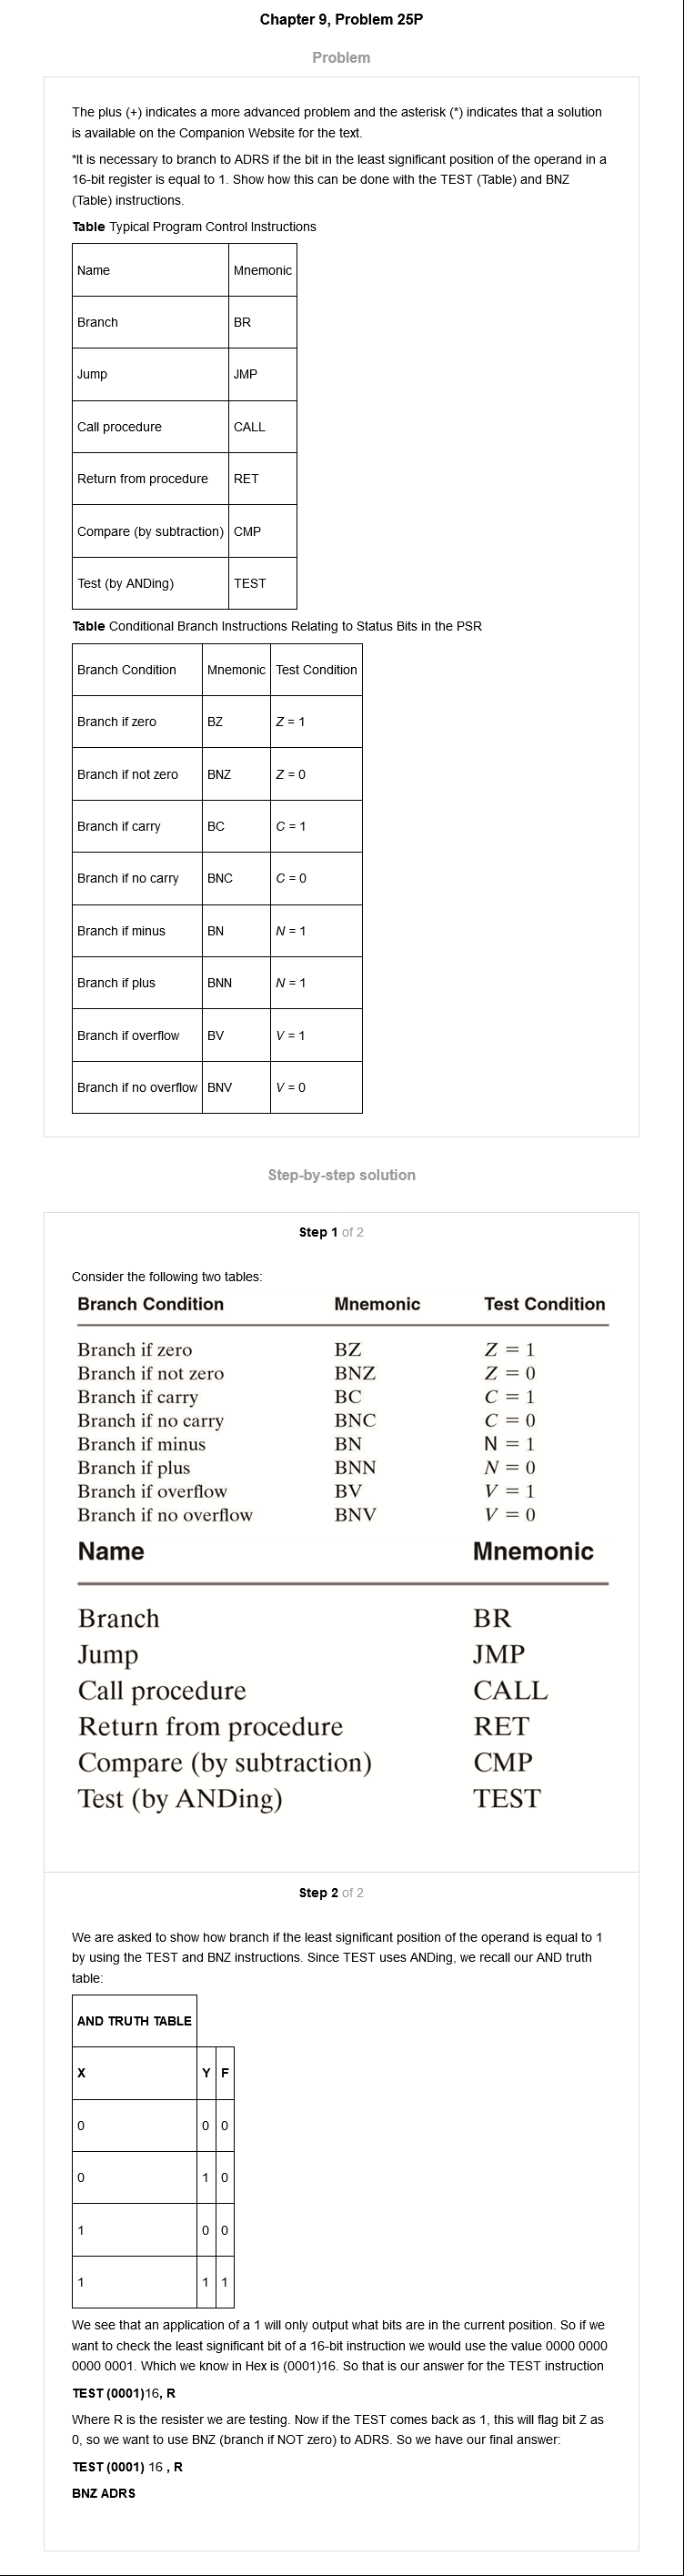 Chapter 9, Problem 25P
Problem
The plus (+) indicates a more advanced problem and the asterisk (*) indicates that a solution
is available on the Companion Website for the text.
*It is necessary to branch to ADRS if the bit in the least significant position of the operand in a
16-bit register is equal to 1. Show how this can be done with the TEST (Table) and BNZ
(Table) instructions.
Table Typical Program Control Instructions
Name Mnemonic
Branch BR
Jump JMP
Call procedure CALL
Return from procedure RET
Compare (by subtraction) CMP
Test (by ANDing) TEST
Table Conditional Branch Instructions Relating to Status Bits in the PSR
Branch Condition Mnemonic Test Condition
Branch if zero BZ Z = 1
Branch if not zero BNZ Z = 0
Branch if carry BC C = 1
Branch if no carry BNC C = 0
Branch if minus BN N = 1
Branch if plus BNN N = 1
Branch if overflow BV V = 1
Branch if no overflow BNV V = 0
Step-by-step solution
Step 1 of 2
Consider the following two tables:
Branch Condition Mnemonic Test Condition
Branch if zero BZ Z = 1
Branch if not zero BNZ Z = 0
Branch if carry BC C = 1
Branch if no carry BNC C = 0
Branch if minus BN N = 1
Branch if plus BNN N = 0
Branch if overflow BV V = 1
Branch if no overflow BNV V = 0
Name Mnemonic
Branch BR
Jump JMP
Call procedure CALL
Return from procedure RET
Compare (by subtraction) CMP
Test (by ANDing) TEST
Step 2 of 2
We are asked to show how branch if the least significant position of the operand is equal to 1
by using the TEST and BNZ instructions. Since TEST uses ANDing, we recall our AND truth
table:
AND TRUTH TABLE
X Y F
0 0 0
0 1 0
1 0 0
1 1 1
We see that an application of a 1 will only output what bits are in the current position. So if we
want to check the least significant bit of a 16-bit instruction we would use the value 0000 0000
0000 0001. Which we know in Hex is (0001)16. So that is our answer for the TEST instruction
TEST (0001)16, R
Where R is the resister we are testing. Now if the TEST comes back as 1, this will flag bit Z as
0, so we want to use BNZ (branch if NOT zero) to ADRS. So we have our final answer:
TEST (0001) 16 , R
BNZ ADRS